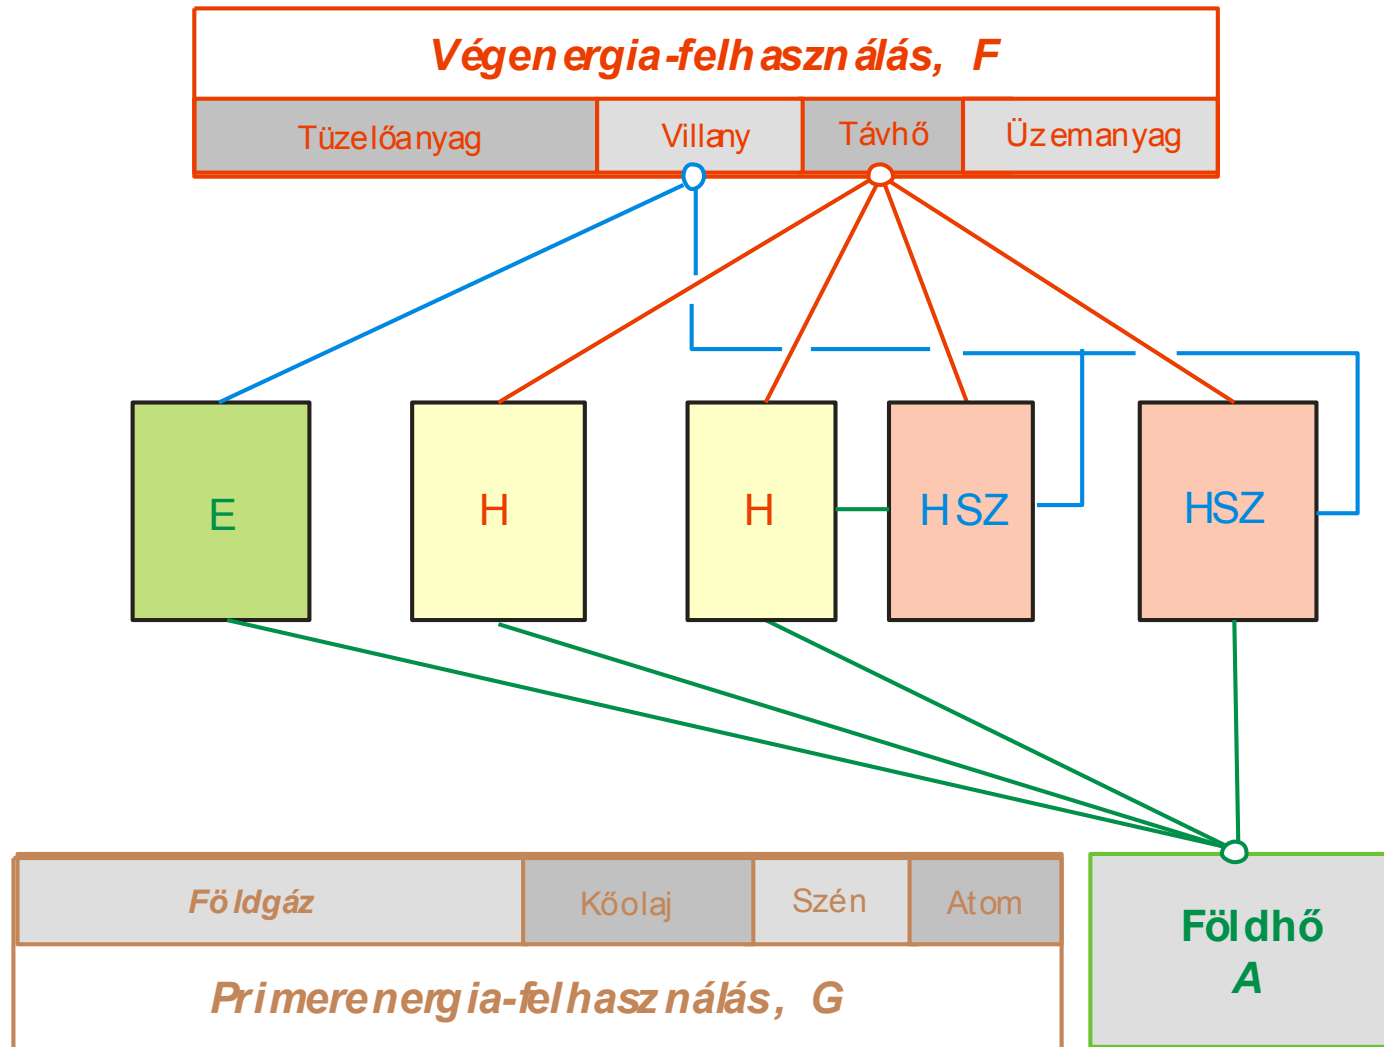 Végenergia-felhasználás, F
Tüzelőanyag Villany Távhő Üzemanyag
E H H HSZ HSZ
Földgáz Kőolaj Szén Atom
Primerenergia-felhasználás, G
Földhő
A